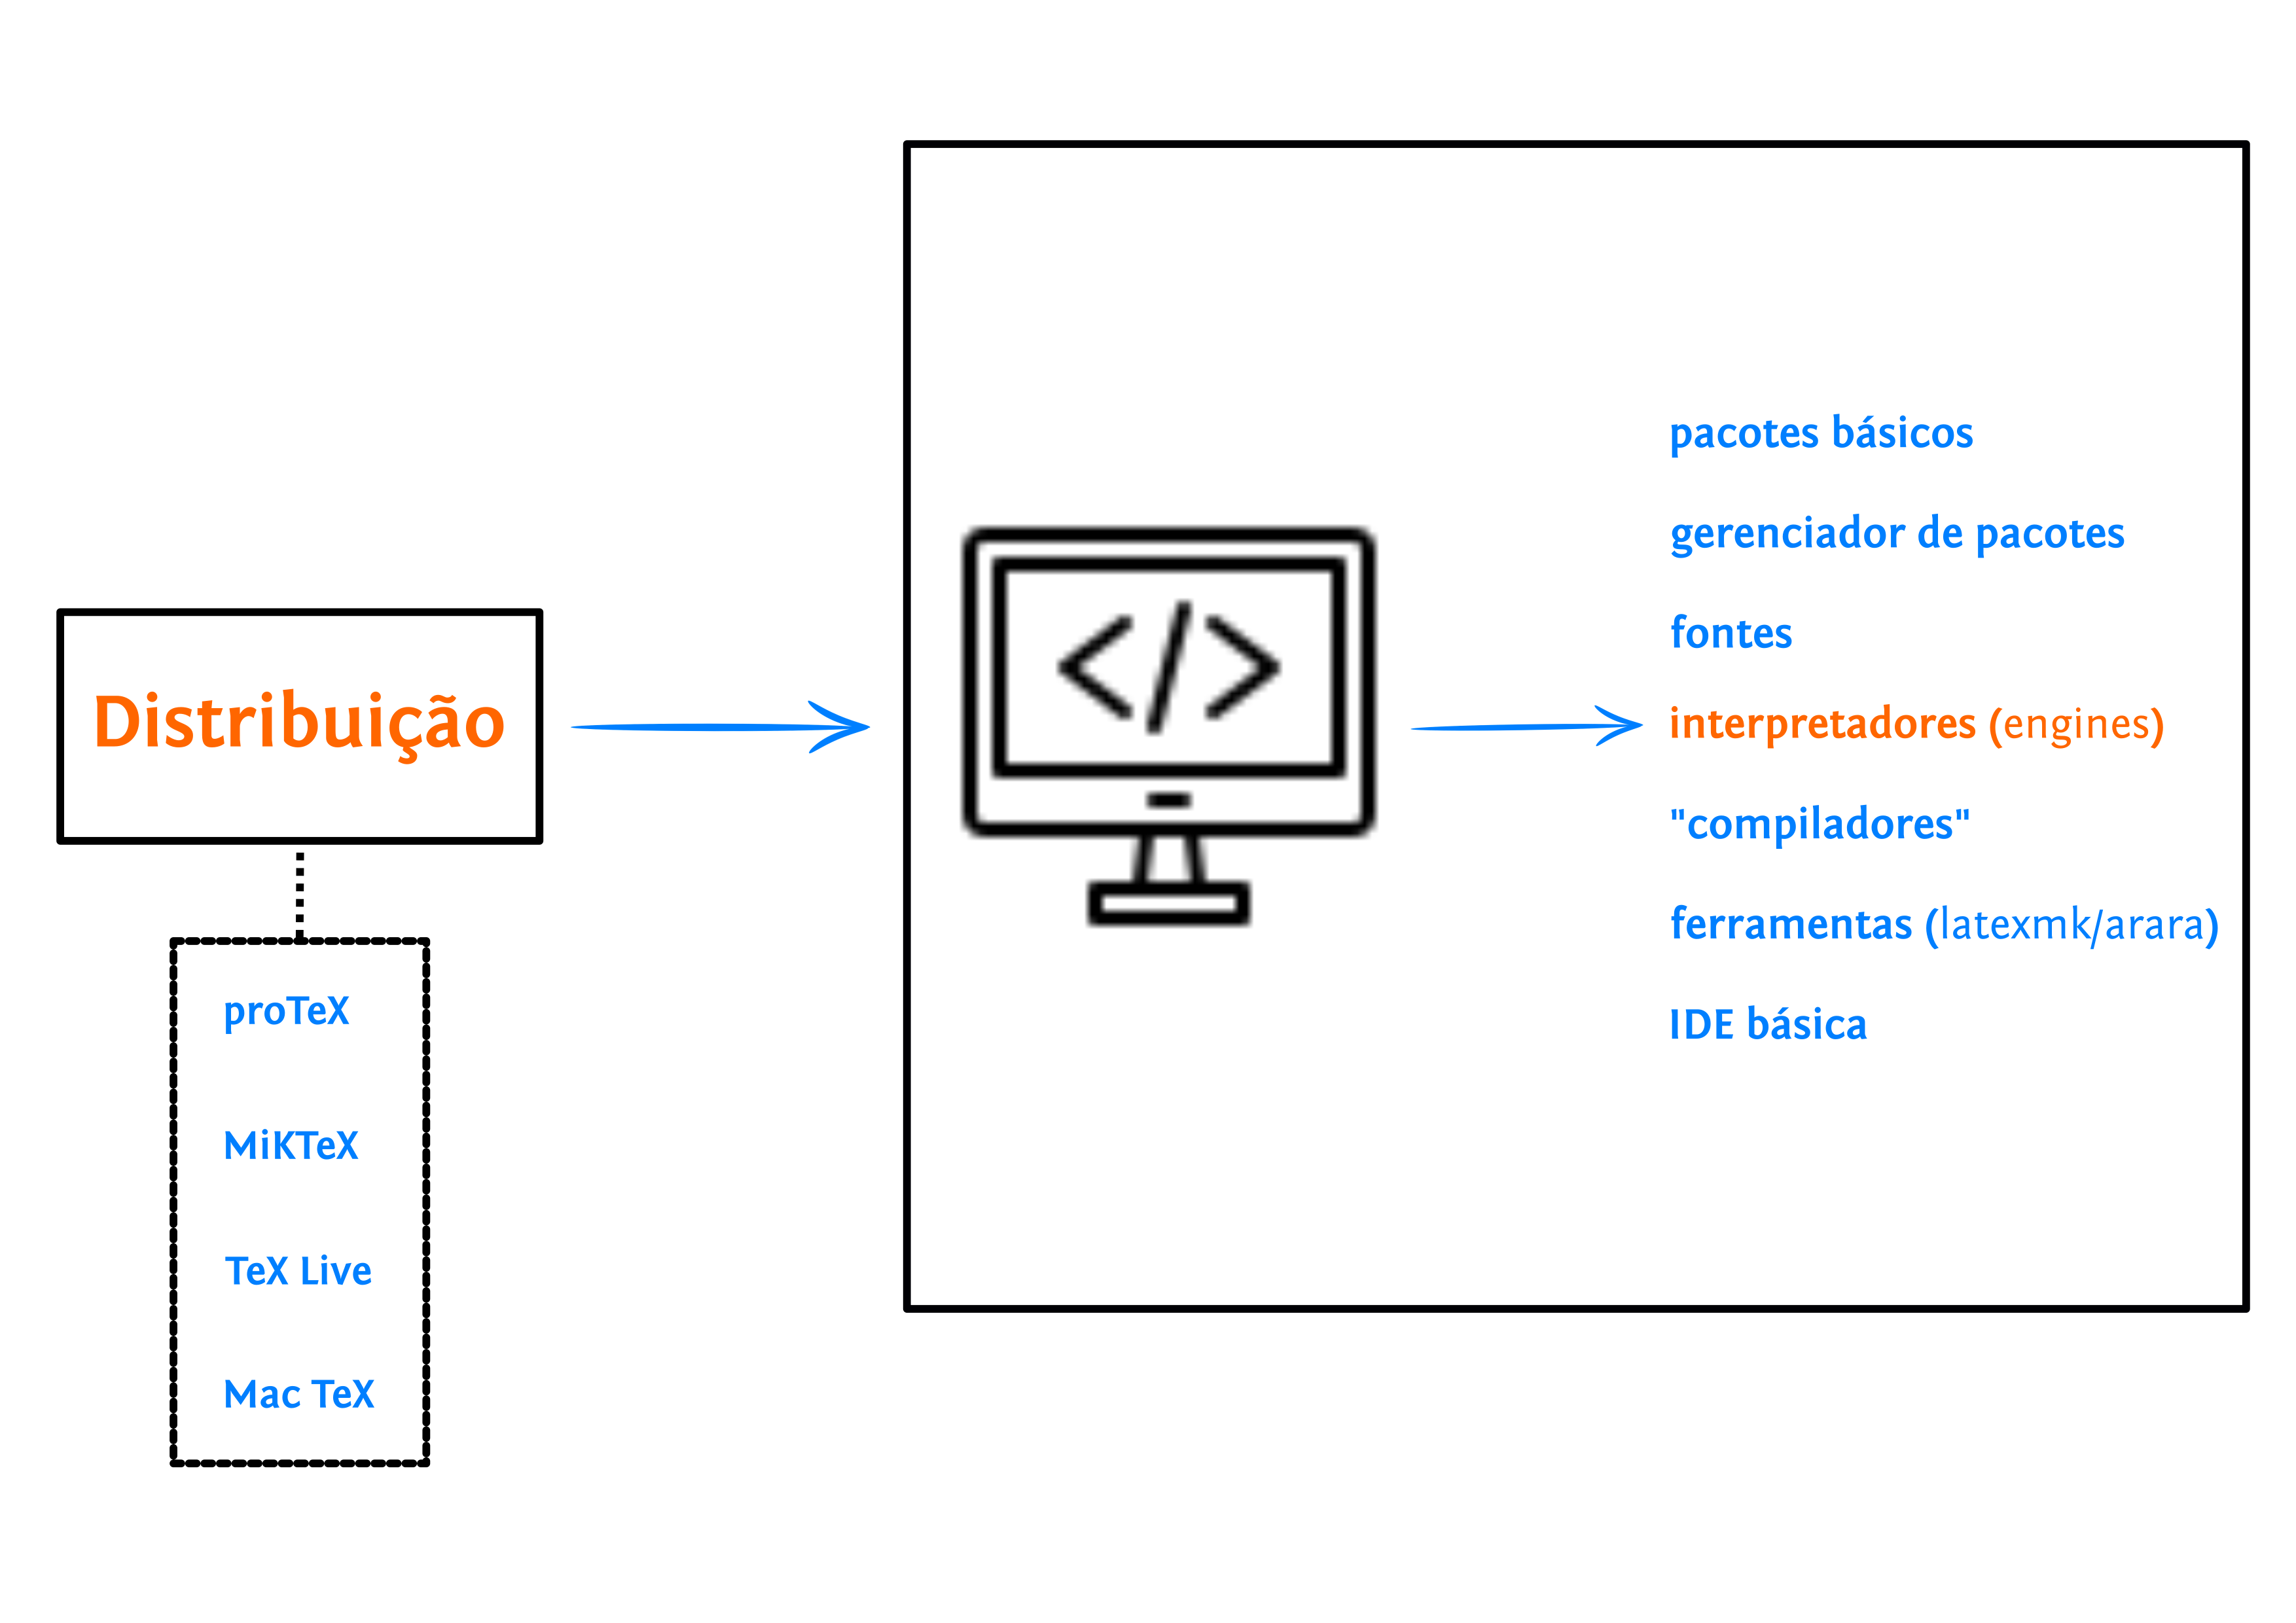 Distribuição
proTeX
MiKTeX
TeX Live
Mac TeX
</>
pacotes básicos
gerenciador de pacotes
fontes
interpretadores (engines)
"compiladores"
ferramentas (latexmk/arara)
IDE básica